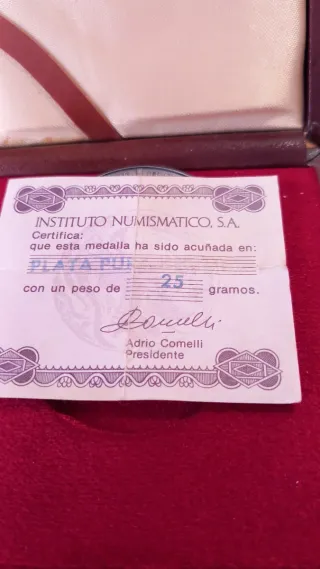 INSTITUTO NUMISMATICO, S.A.
Certifica:
que esta medalla ha sido acuñada en:
PLATA PURA
con un peso de 25 gramos.
Adrio Comelli
Presidente